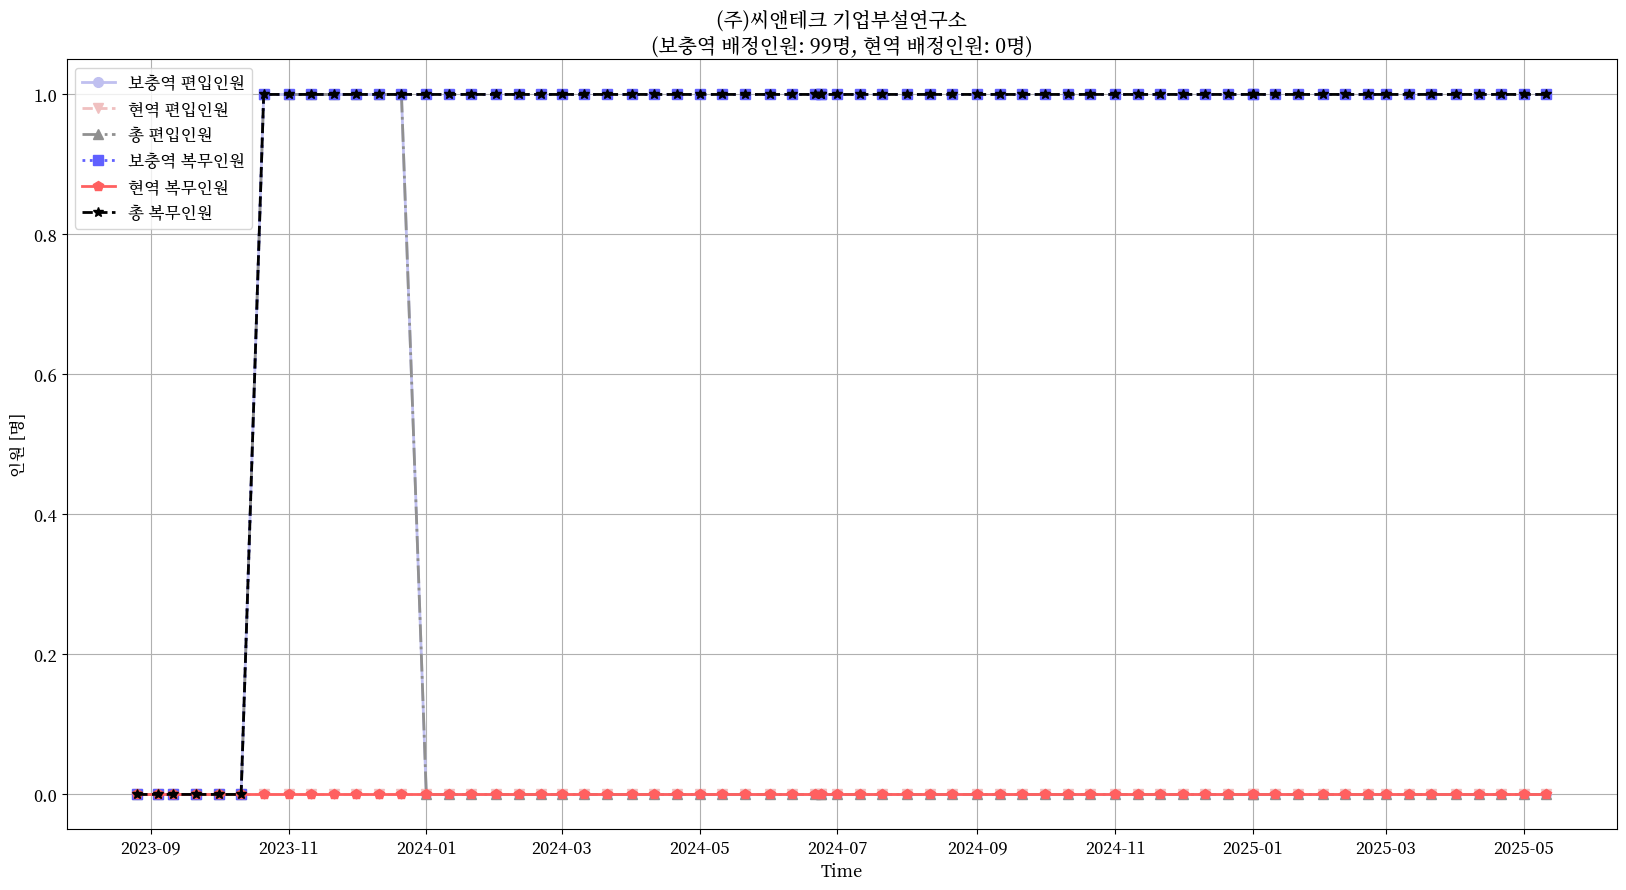 (주)씨앤테크 기업부설연구소
(보충역 배정인원: 99명, 현역 배정인원: 0명)
보충역 편입인원
현역 편입인원
총 편입인원
보충역 복무인원
현역 복무인원
총 복무인원
인원 [명]
1.0
0.8
0.6
0.4
0.2
0.0
2023-09 2023-11 2024-01 2024-03 2024-05 2024-07 2024-09 2024-11 2025-01 2025-03 2025-05
Time